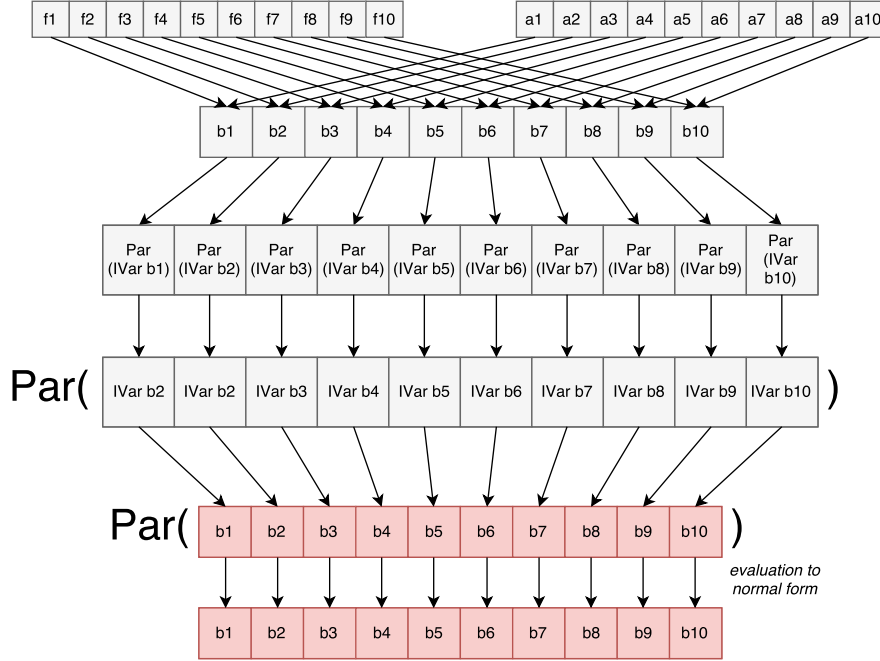 f1 f2 f3 f4 f5 f6 f7 f8 f9 f10 a1 a2 a3 a4 a5 a6 a7 a8 a9 a10
b1 b2 b3 b4 b5 b6 b7 b8 b9 b10
Par Par Par Par Par Par Par Par Par Par
(IVar b1) (IVar b2) (IVar b3) (IVar b4) (IVar b5) (IVar b6) (IVar b7) (IVar b8) (IVar b9) (IVar
b10)
Par( IVar b2 IVar b2 IVar b3 IVar b4 IVar b5 IVar b6 IVar b7 IVar b8 IVar b9 IVar b10 )
Par( b1 b2 b3 b4 b5 b6 b7 b8 b9 b10 )
evaluation to
normal form
b1 b2 b3 b4 b5 b6 b7 b8 b9 b10